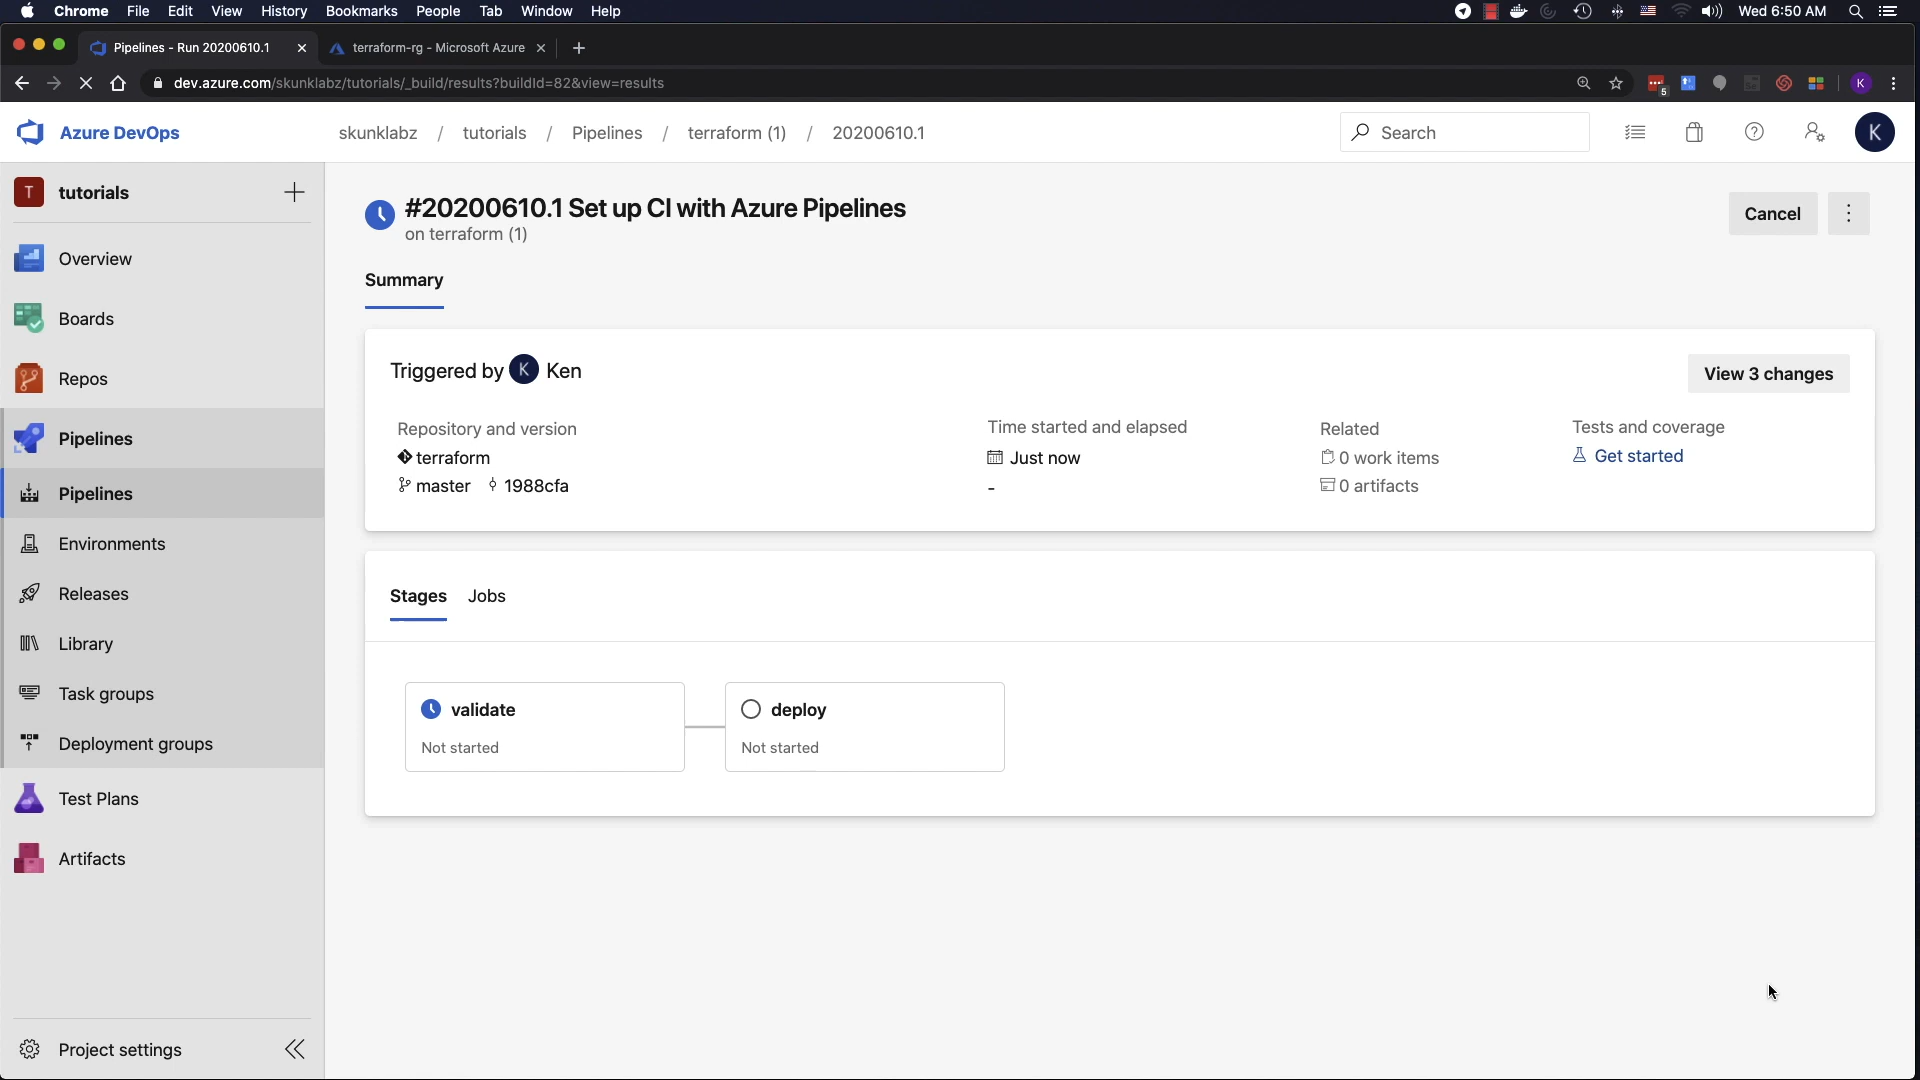 Chrome File Edit View History Bookmarks People Tab Window Help Wed 6:50 AM
Pipelines - Run 20200610.1 terraform-rg - Microsoft Azure
dev.azure.com/skunklabz/tutorials/_build/results?buildId=82&view=results 5 K
Azure DevOps skunklabz / tutorials / Pipelines / terraform (1) / 20200610.1 Search K
T tutorials
Overview
Boards
Repos
Pipelines
Pipelines
Environments
Releases
Library
Task groups
Deployment groups
Test Plans
Artifacts
Project settings
#20200610.1 Set up CI with Azure Pipelines
on terraform (1)
Cancel
Summary
Triggered by K Ken
View 3 changes
Repository and version
terraform
master 1988cfa
Time started and elapsed
Just now
-
Related
0 work items
0 artifacts
Tests and coverage
Get started
Stages Jobs
validate
Not started
deploy
Not started